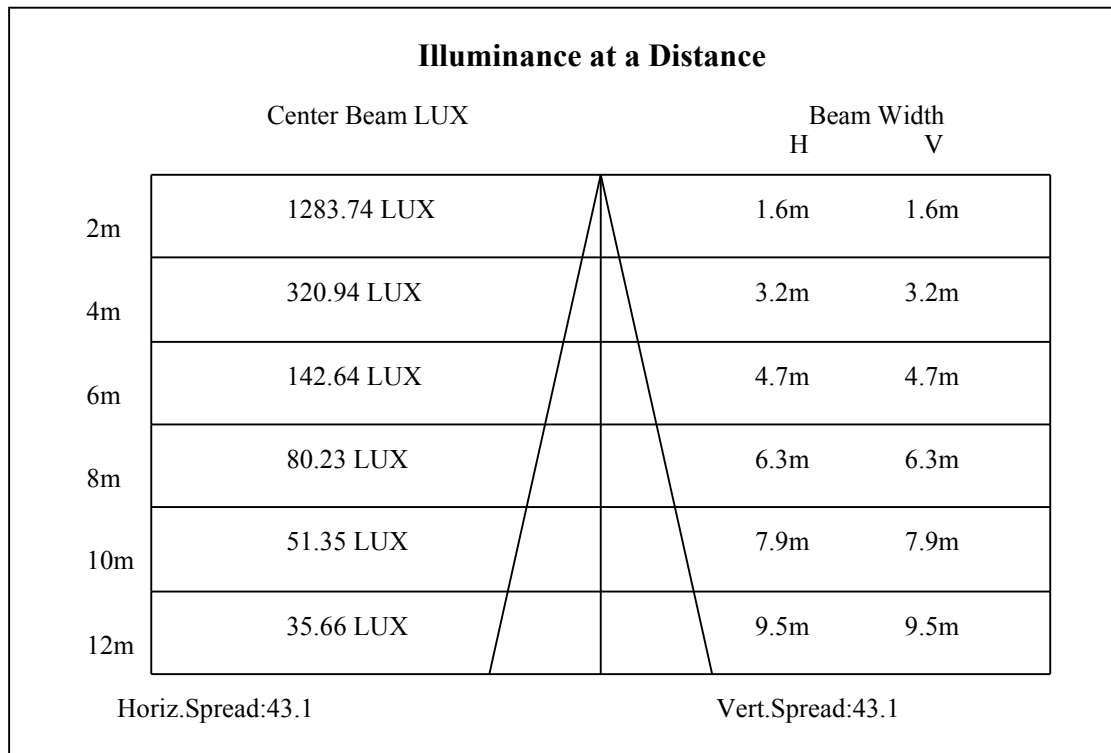 Illuminance at a Distance
Center Beam LUX Beam Width
H V
1283.74 LUX 1.6m 1.6m
2m
320.94 LUX 3.2m 3.2m
4m
142.64 LUX 4.7m 4.7m
6m
80.23 LUX 6.3m 6.3m
8m
51.35 LUX 7.9m 7.9m
10m
35.66 LUX 9.5m 9.5m
12m
Horiz.Spread:43.1 Vert.Spread:43.1